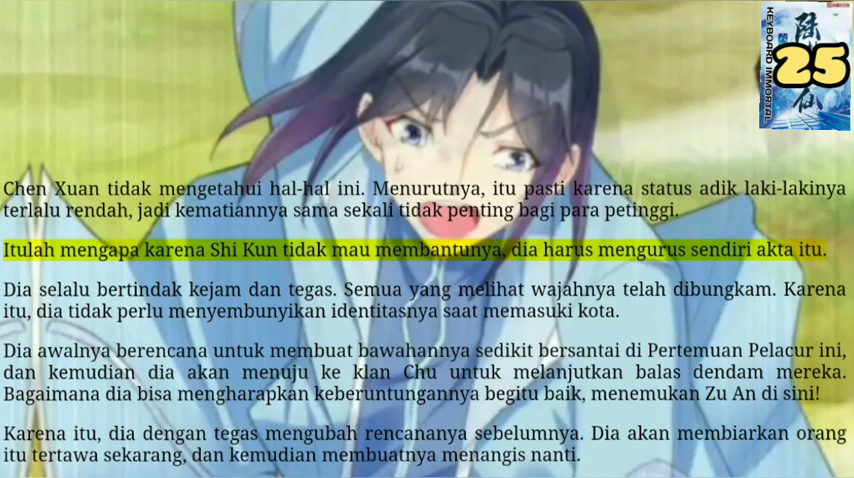 KEYBOARD IMMORTAL
25
Chen Xuan tidak mengetahui hal-hal ini. Menurutnya, itu pasti karena status adik laki-lakinya
terlalu rendah, jadi kematiannya sama sekali tidak penting bagi para petinggi.
Itulah mengapa karena Shi Kun tidak mau membantunya, dia harus mengurus sendiri akta itu.
Dia selalu bertindak kejam dan tegas. Semua yang melihat wajahnya telah dibungkam. Karena
itu, dia tidak perlu menyembunyikan identitasnya saat memasuki kota.
Dia awalnya berencana untuk membuat bawahannya sedikit bersantai di Pertemuan Pelacur ini,
dan kemudian dia akan menuju ke klan Chu untuk melanjutkan balas dendam mereka.
Bagaimana dia bisa mengharapkan keberuntungannya begitu baik, menemukan Zu An di sini!
Karena itu, dia dengan tegas mengubah rencananya sebelumnya. Dia akan membiarkan orang
itu tertawa sekarang, dan kemudian membuatnya menangis nanti.